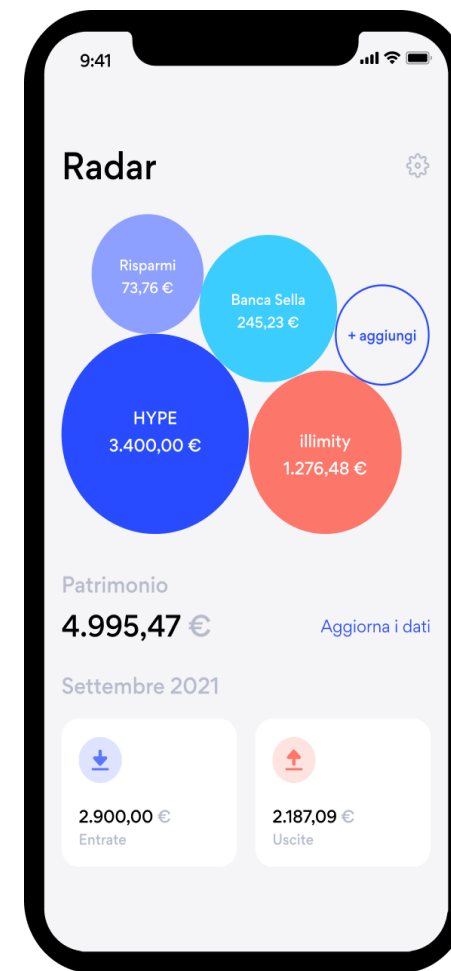 9:41
Radar
Risparmi
73,76 €
Banca Sella
245,23 €
+ aggiungi
HYPE
3.400,00 €
illimity
1.276,48 €
Patrimonio
4.995,47 €
Aggiorna i dati
Settembre 2021
2.900,00 €
Entrate
2.187,09 €
Uscite